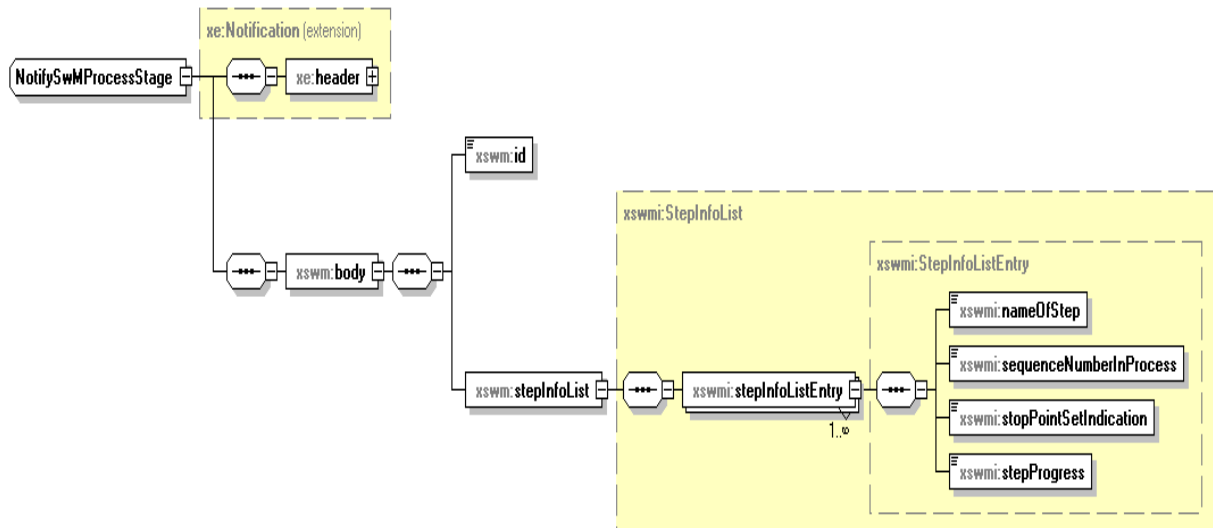 xe:Notification (extension)
NotifySwMProcessStage
xe:header
xswm:id
xswmi:StepInfoList
xswmi:StepInfoListEntry
xswm:body
xswmi:nameOfStep
xswmi:sequenceNumberInProcess
xswm:stepInfoList
xswmi:stepInfoListEntry
1..∞
xswmi:stopPointSetIndication
xswmi:stepProgress